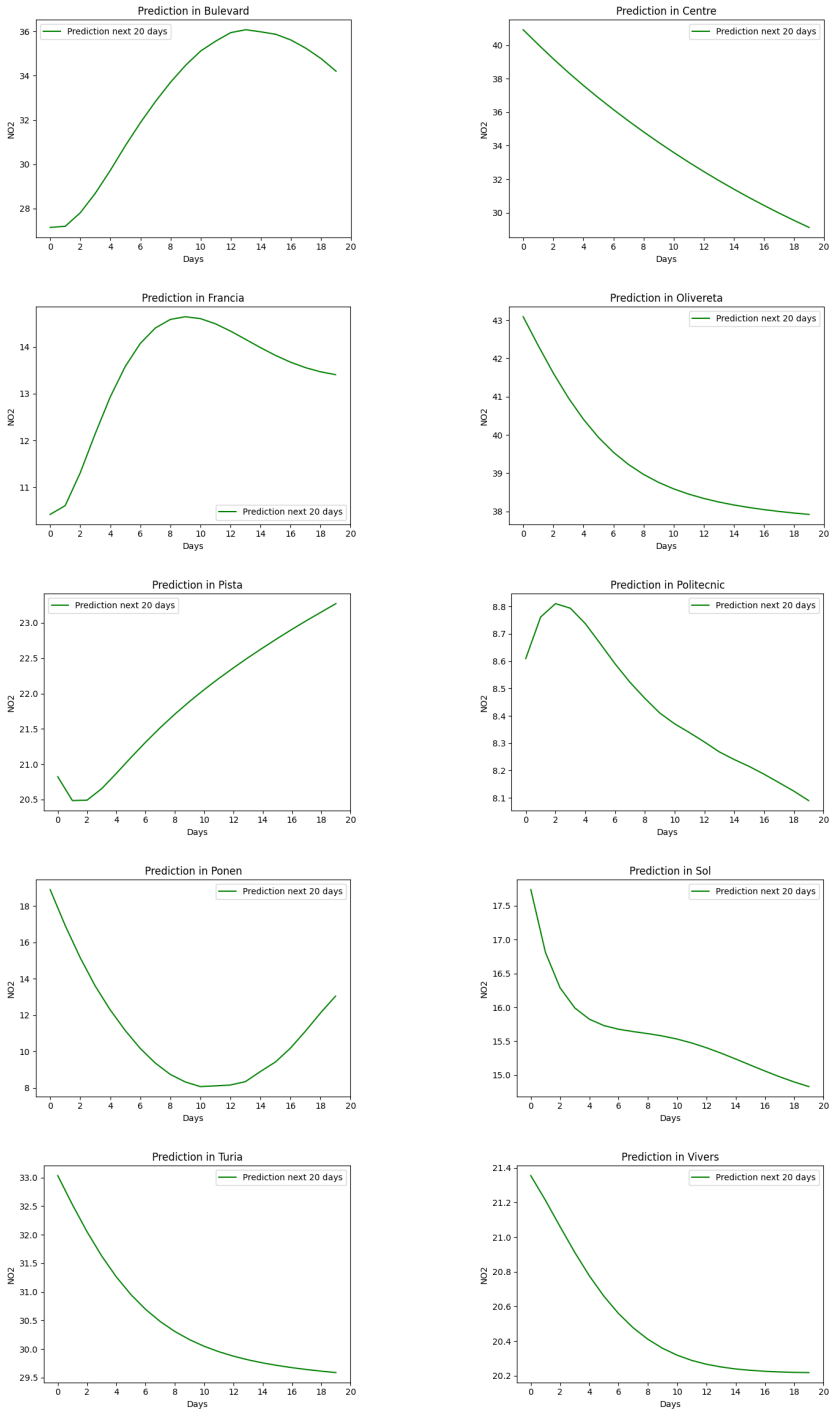 Prediction in Bulevard
Prediction next 20 days
36
34
32
30
28
NO2
0 2 4 6 8 10 12 14 16 18 20
Days
Prediction in Centre
Prediction next 20 days
40
38
36
34
32
30
NO2
0 2 4 6 8 10 12 14 16 18 20
Days
Prediction in Francia
14
13
12
11
NO2
Prediction next 20 days
0 2 4 6 8 10 12 14 16 18 20
Days
Prediction in Olivereta
Prediction next 20 days
43
42
41
40
39
38
NO2
0 2 4 6 8 10 12 14 16 18 20
Days
Prediction in Pista
Prediction next 20 days
23.0
22.5
22.0
21.5
21.0
20.5
NO2
0 2 4 6 8 10 12 14 16 18 20
Days
Prediction in Politecnic
Prediction next 20 days
8.8
8.7
8.6
8.5
8.4
8.3
8.2
8.1
NO2
0 2 4 6 8 10 12 14 16 18 20
Days
Prediction in Ponen
Prediction next 20 days
18
16
14
12
10
8
NO2
0 2 4 6 8 10 12 14 16 18 20
Days
Prediction in Sol
Prediction next 20 days
17.5
17.0
16.5
16.0
15.5
15.0
NO2
0 2 4 6 8 10 12 14 16 18 20
Days
Prediction in Turia
Prediction next 20 days
33.0
32.5
32.0
31.5
31.0
30.5
30.0
29.5
NO2
0 2 4 6 8 10 12 14 16 18 20
Days
Prediction in Vivers
Prediction next 20 days
21.4
21.2
21.0
20.8
20.6
20.4
20.2
NO2
0 2 4 6 8 10 12 14 16 18 20
Days